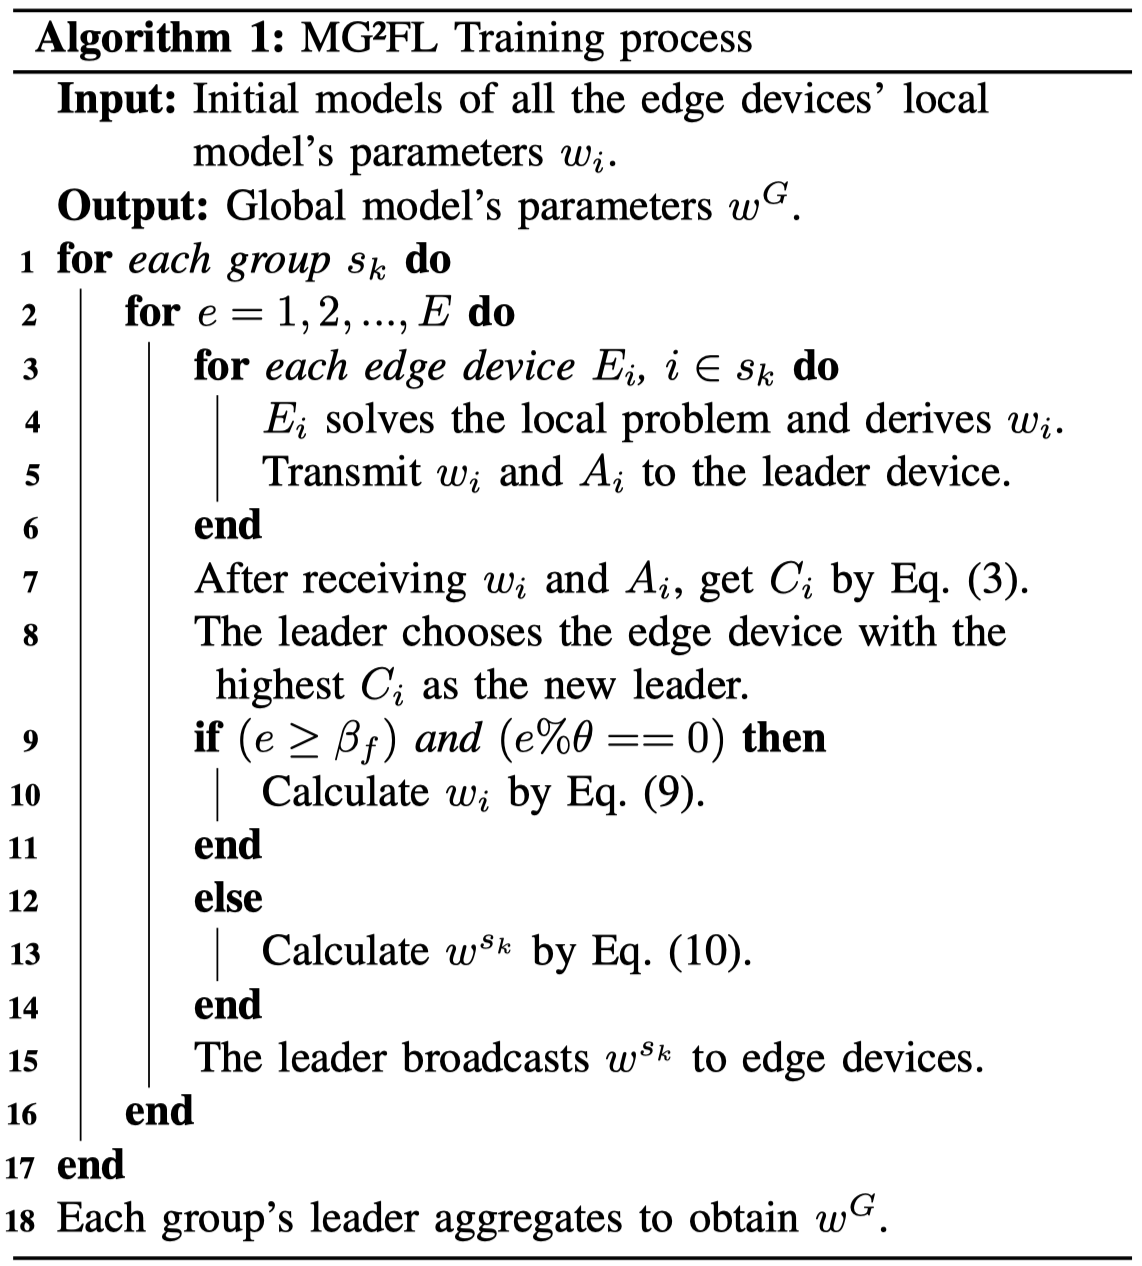 Algorithm 1: MG²FL Training process
Input: Initial models of all the edge devices’ local
model’s parameters $w_i$.
Output: Global model’s parameters $w^G$.
1 for each group $s_k$ do
2 for $e = 1, 2, ..., E$ do
3 for each edge device $E_i$, $i \in s_k$ do
4 $E_i$ solves the local problem and derives $w_i$.
5 Transmit $w_i$ and $A_i$ to the leader device.
6 end
7 After receiving $w_i$ and $A_i$, get $C_i$ by Eq. (3).
8 The leader chooses the edge device with the
highest $C_i$ as the new leader.
9 if $(e \geq \beta_f)$ and $(e\%\theta == 0)$ then
10 Calculate $w_i$ by Eq. (9).
11 end
12 else
13 Calculate $w^{s_k}$ by Eq. (10).
14 end
15 The leader broadcasts $w^{s_k}$ to edge devices.
16 end
17 end
18 Each group’s leader aggregates to obtain $w^G$.